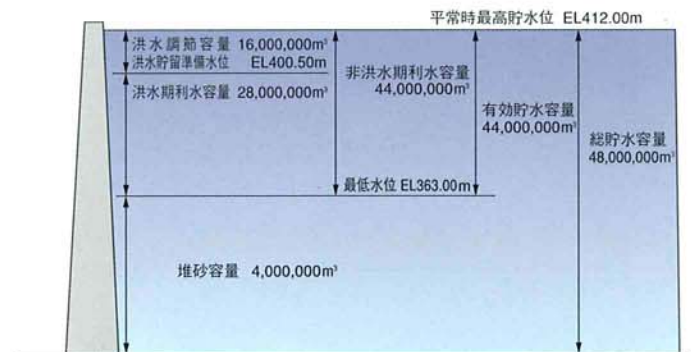 平常時最高貯水位 EL412.00m
洪水調節容量 16,000,000m³
洪水貯留準備水位 EL400.50m
洪水期利水容量 28,000,000m³
非洪水期利水容量
44,000,000m³
有効貯水容量
44,000,000m³
総貯水容量
48,000,000m³
最低水位 EL363.00m
堆砂容量 4,000,000m³